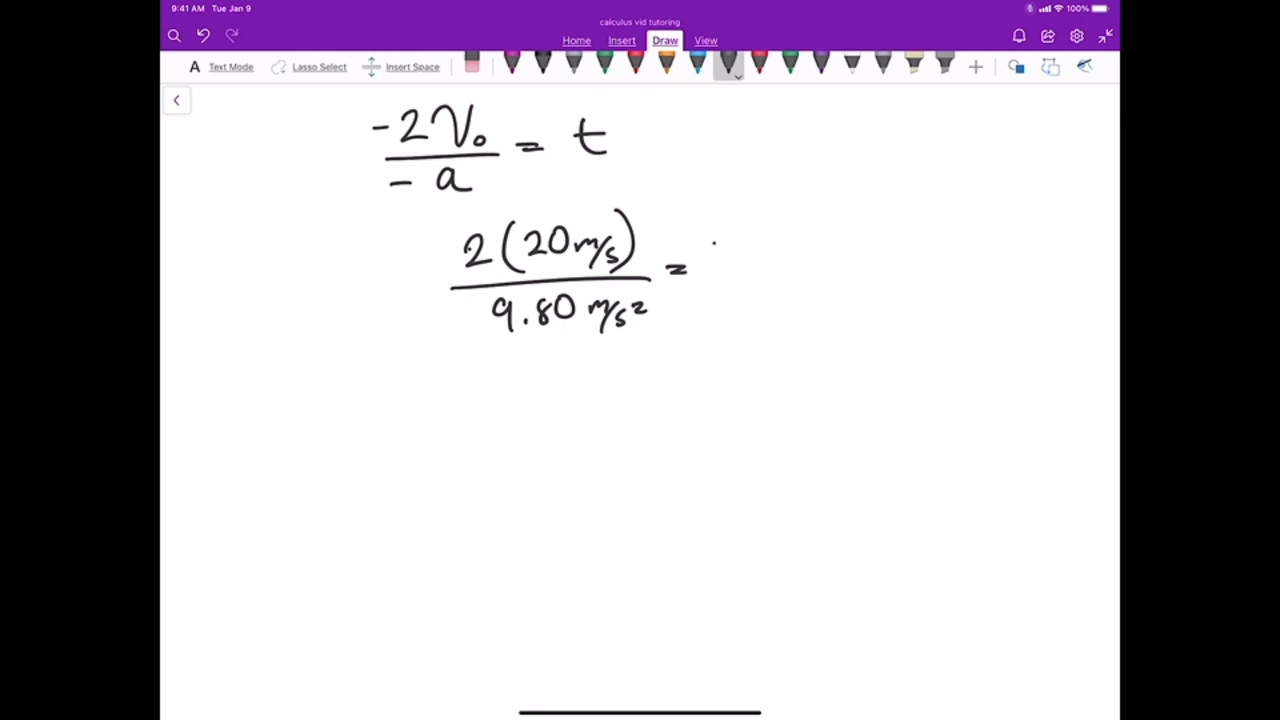 9:41 AM Tue Jan 9 100%
calculus vid tutoring
Home Insert Draw View
A Text Mode Lasso Select Insert Space
-2V₀/-a = t
2(20m/s)/9.80 m/s² =